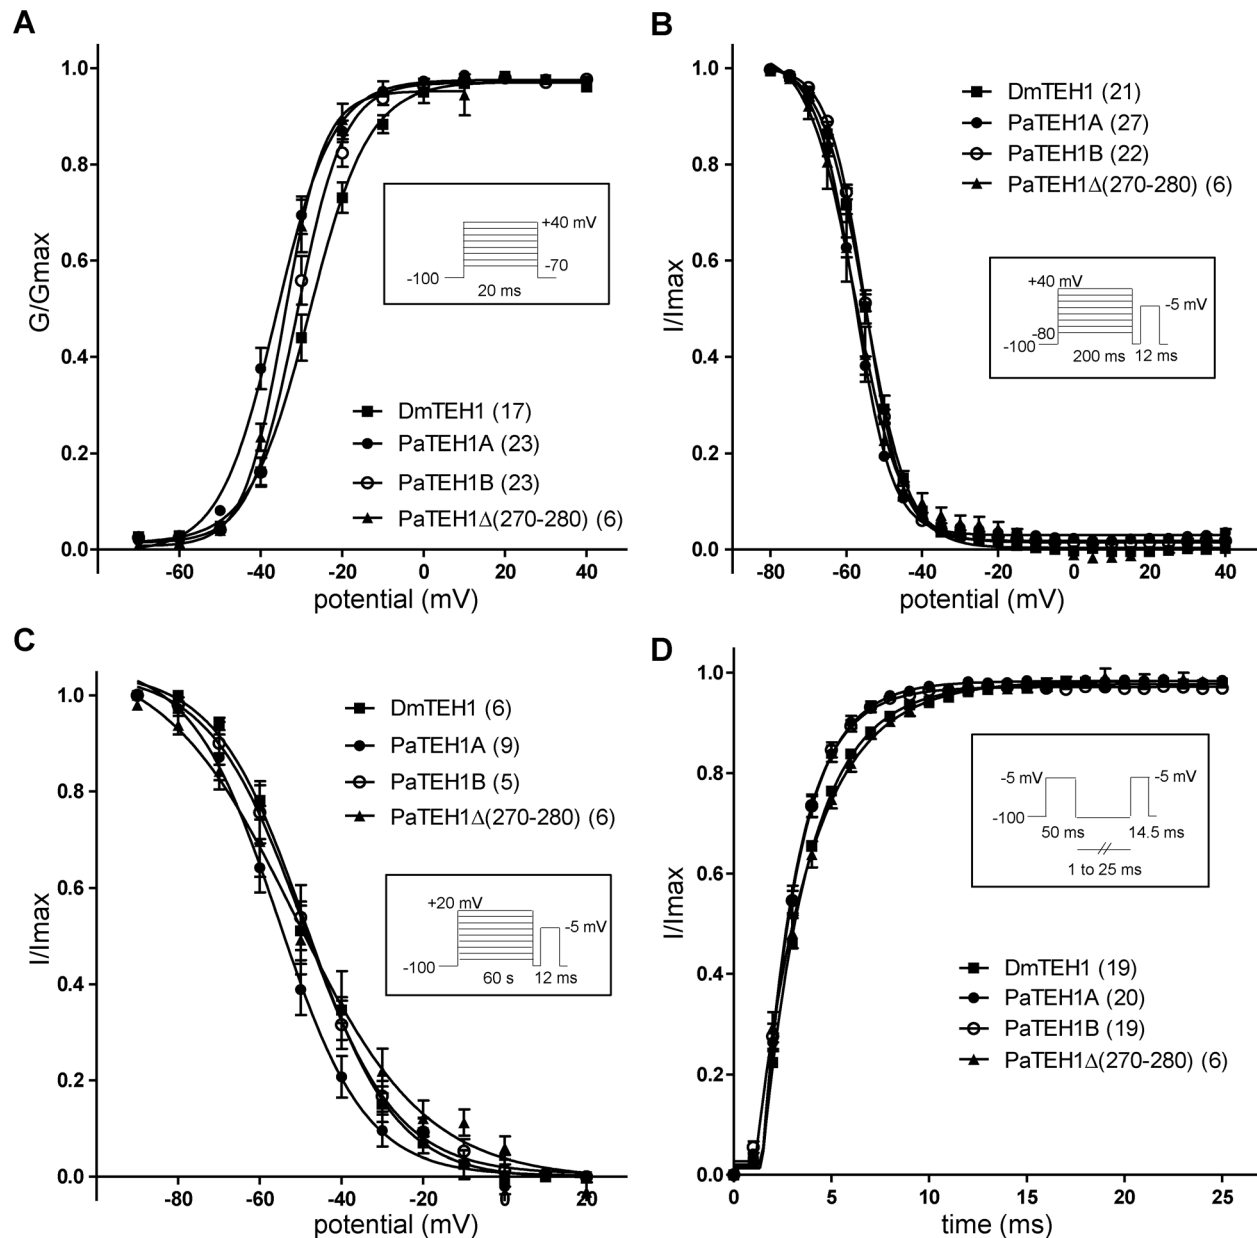 A
1.0
0.8
0.6
0.4
0.2
0.0
G/Gmax
-60 -40 -20 0 20 40
potential (mV)
+40 mV
-100
-70
20 ms
DmTEH1 (17)
PaTEH1A (23)
PaTEH1B (23)
PaTEH1Δ(270-280) (6)
B
1.0
0.8
0.6
0.4
0.2
0.0
I/Imax
-80 -60 -40 -20 0 20 40
potential (mV)
DmTEH1 (21)
PaTEH1A (27)
PaTEH1B (22)
PaTEH1Δ(270-280) (6)
+40 mV
-5 mV
-80
-100
200 ms 12 ms
C
1.0
0.8
0.6
0.4
0.2
0.0
I/Imax
-80 -60 -40 -20 0 20
potential (mV)
DmTEH1 (6)
PaTEH1A (9)
PaTEH1B (5)
PaTEH1Δ(270-280) (6)
+20 mV
-5 mV
-100
60 s 12 ms
D
1.0
0.8
0.6
0.4
0.2
0.0
I/Imax
0 5 10 15 20 25
time (ms)
-5 mV -5 mV
-100
50 ms 14.5 ms
1 to 25 ms
DmTEH1 (19)
PaTEH1A (20)
PaTEH1B (19)
PaTEH1Δ(270-280) (6)